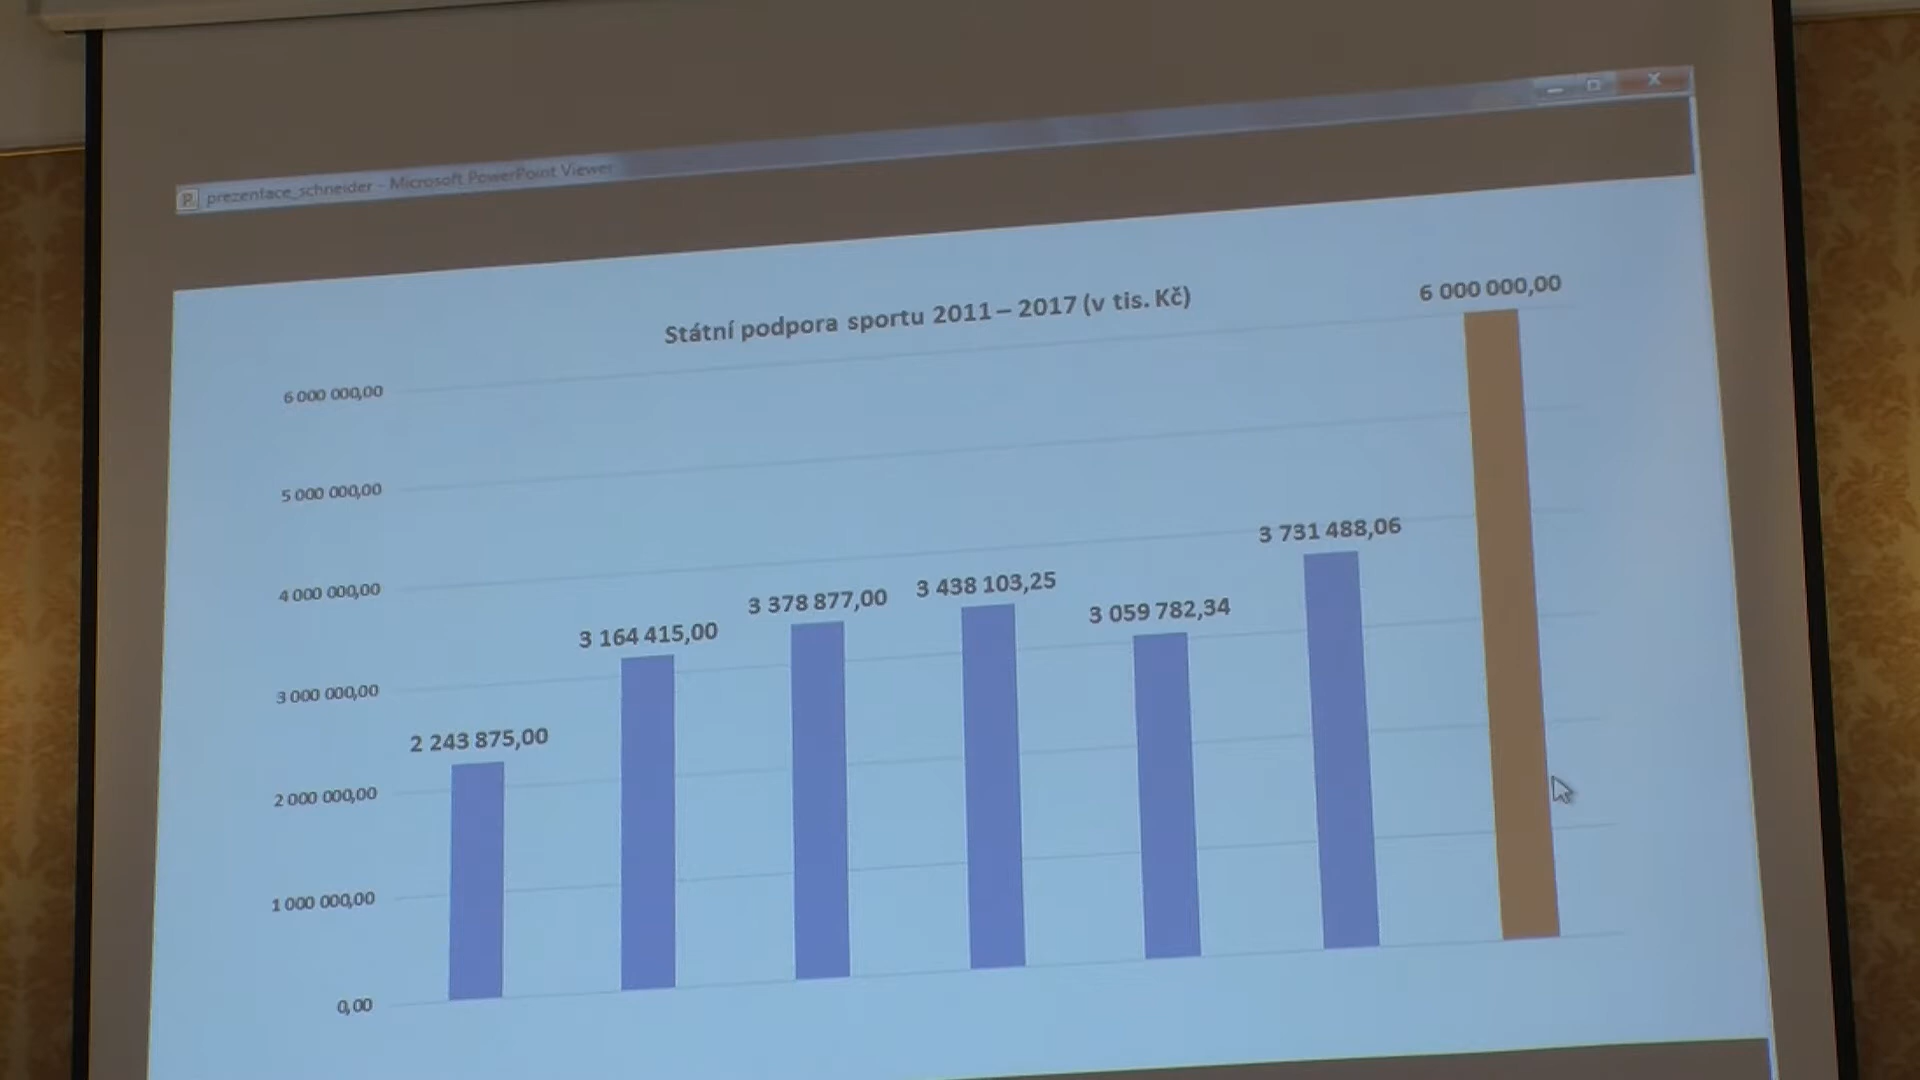 prezentace_schneider - Microsoft PowerPoint Viewer
Státní podpora sportu 2011 – 2017 (v tis. Kč)
6 000 000,00
6 000 000,00
5 000 000,00
4 000 000,00
3 000 000,00
2 000 000,00
1 000 000,00
0,00
2 243 875,00
3 164 415,00
3 378 877,00
3 438 103,25
3 059 782,34
3 731 488,06